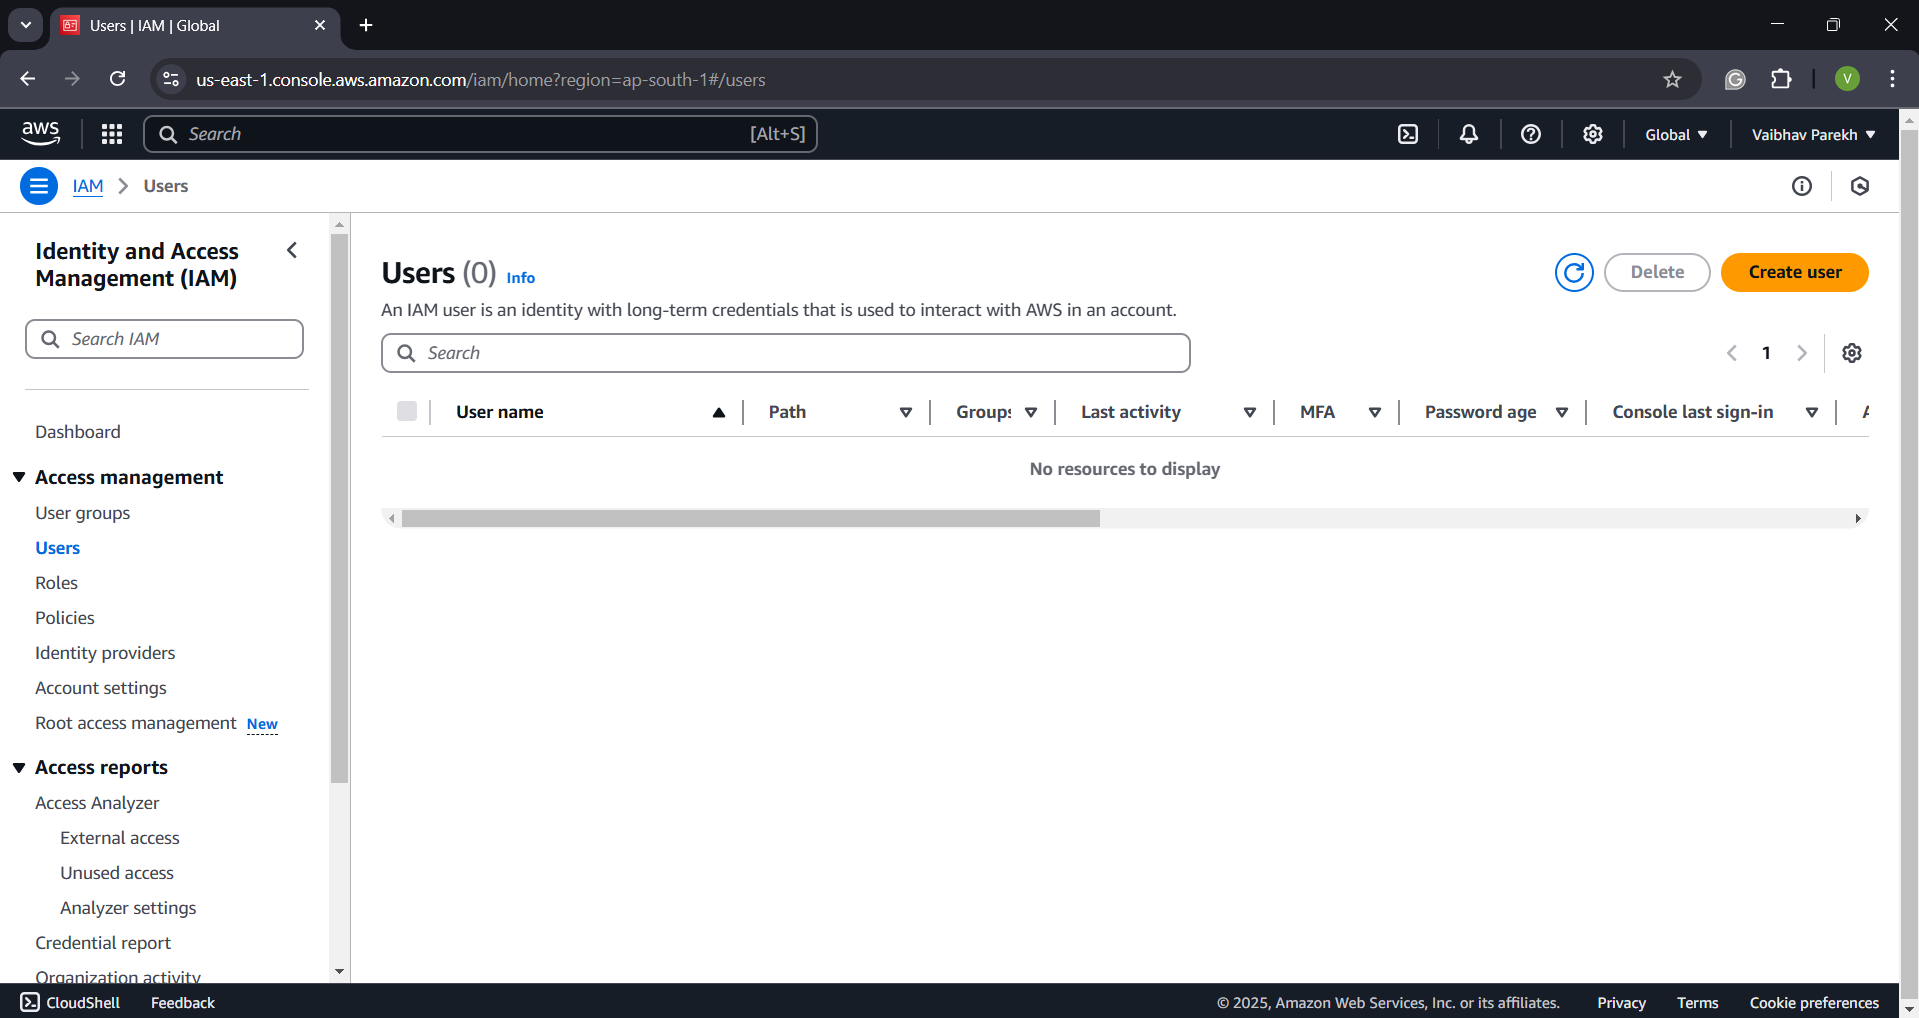 Users | IAM | Global
us-east-1.console.aws.amazon.com/iam/home?region=ap-south-1#/users
V
aws
Search [Alt+S]
Global
Vaibhav Parekh
IAM > Users
Identity and Access
Management (IAM)
Search IAM
Dashboard
Access management
User groups
Users
Roles
Policies
Identity providers
Account settings
Root access management New
Access reports
Access Analyzer
External access
Unused access
Analyzer settings
Credential report
Organization activity
Users (0) Info
Delete
Create user
An IAM user is an identity with long-term credentials that is used to interact with AWS in an account.
Search
1
User name Path Groups Last activity MFA Password age Console last sign-in
No resources to display
CloudShell Feedback © 2025, Amazon Web Services, Inc. or its affiliates. Privacy Terms Cookie preferences